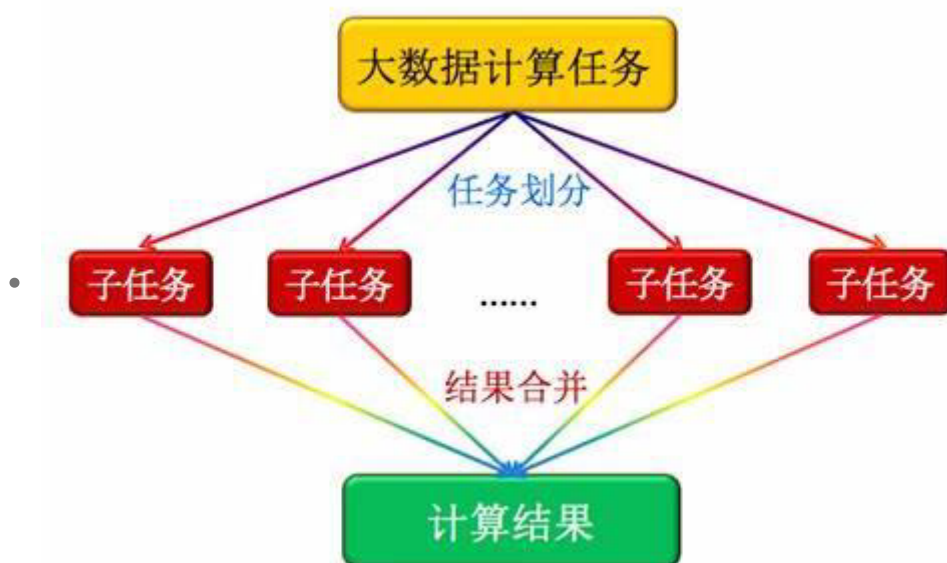 大数据计算任务
任务划分
子任务 子任务 ...... 子任务 子任务
结果合并
计算结果